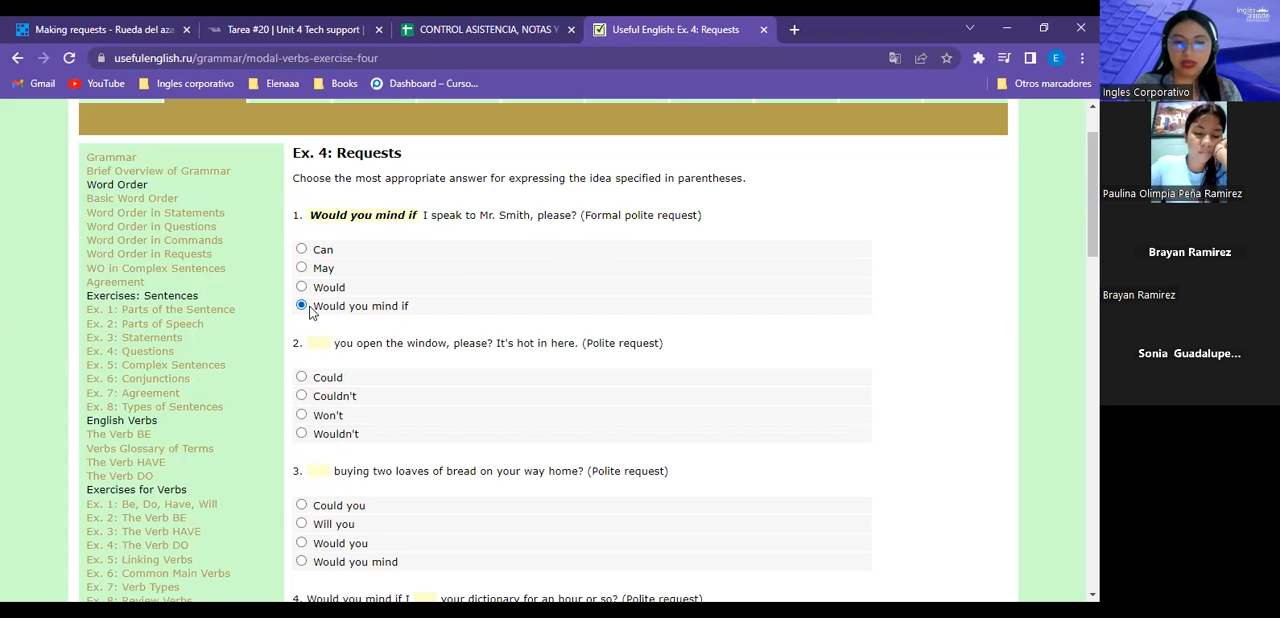 Making requests - Rueda del aza
Tarea #20 | Unit 4 Tech support |
CONTROL ASISTENCIA, NOTAS Y
Useful English: Ex. 4: Requests
usefulenglish.ru/grammar/modal-verbs-exercise-four
E
Gmail
YouTube
Ingles corporativo
Elenaaa
Books
Dashboard – Curso...
Otros marcadores
Grammar
Brief Overview of Grammar
Word Order
Basic Word Order
Word Order in Statements
Word Order in Questions
Word Order in Commands
Word Order in Requests
WO in Complex Sentences
Agreement
Exercises: Sentences
Ex. 1: Parts of the Sentence
Ex. 2: Parts of Speech
Ex. 3: Statements
Ex. 4: Questions
Ex. 5: Complex Sentences
Ex. 6: Conjunctions
Ex. 7: Agreement
Ex. 8: Types of Sentences
English Verbs
The Verb BE
Verbs Glossary of Terms
The Verb HAVE
The Verb DO
Exercises for Verbs
Ex. 1: Be, Do, Have, Will
Ex. 2: The Verb BE
Ex. 3: The Verb HAVE
Ex. 4: The Verb DO
Ex. 5: Linking Verbs
Ex. 6: Common Main Verbs
Ex. 7: Verb Types
Ex. 8: Review Verbs
Ex. 4: Requests
Choose the most appropriate answer for expressing the idea specified in parentheses.
1. Would you mind if I speak to Mr. Smith, please? (Formal polite request)
Can
May
Would
Would you mind if
2. you open the window, please? It's hot in here. (Polite request)
Could
Couldn't
Won't
Wouldn't
3. buying two loaves of bread on your way home? (Polite request)
Could you
Will you
Would you
Would you mind
4. Would you mind if I your dictionary for an hour or so? (Polite request)
Ingles Corporativo
Paulina Olimpia Peña Ramirez
Brayan Ramirez
Brayan Ramirez
Sonia Guadalupe...